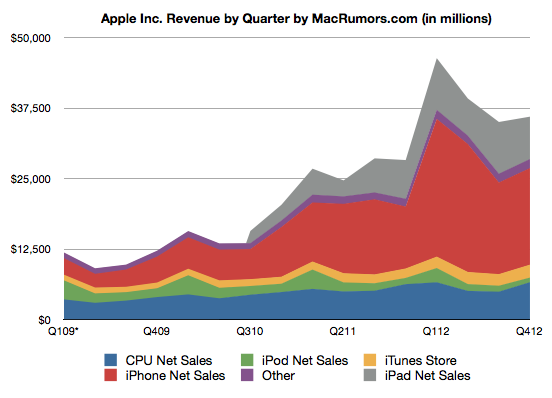 Apple Inc. Revenue by Quarter by MacRumors.com (in millions)
$50,000
$37,500
$25,000
$12,500
$0
Q109* Q409 Q310 Q211 Q112 Q412
CPU Net Sales iPod Net Sales iTunes Store
iPhone Net Sales Other iPad Net Sales